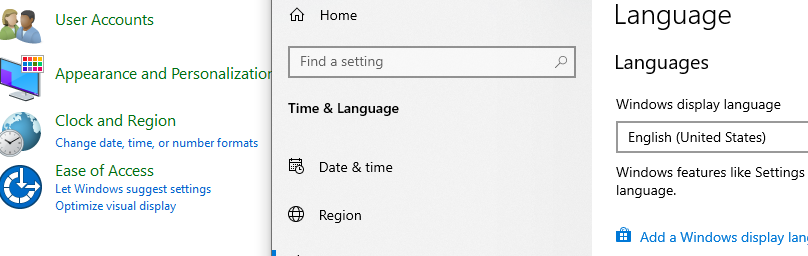 User Accounts
Appearance and Personalization
Clock and Region
Change date, time, or number formats
Ease of Access
Let Windows suggest settings
Optimize visual display
Home
Find a setting
Time & Language
Date & time
Region
Language
Languages
Windows display language
English (United States)
Windows features like Settings
language.
Add a Windows display